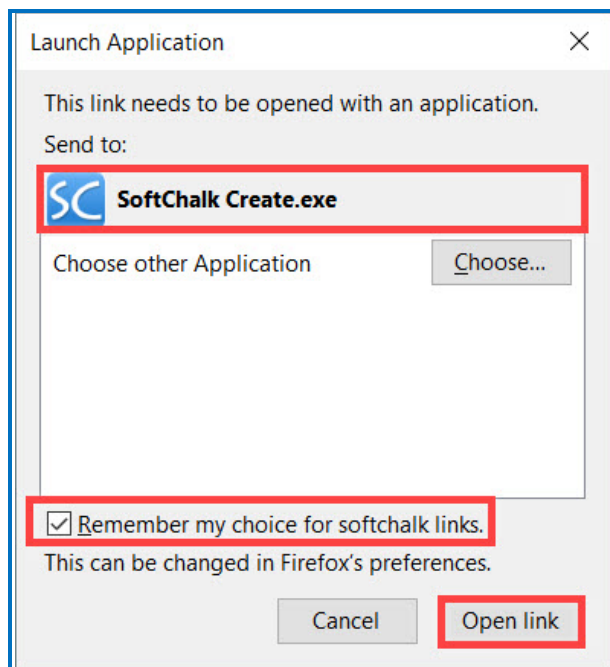 Launch Application
This link needs to be opened with an application.
Send to:
SC SoftChalk Create.exe
Choose other Application Choose...
Remember my choice for softchalk links.
This can be changed in Firefox's preferences.
Cancel Open link